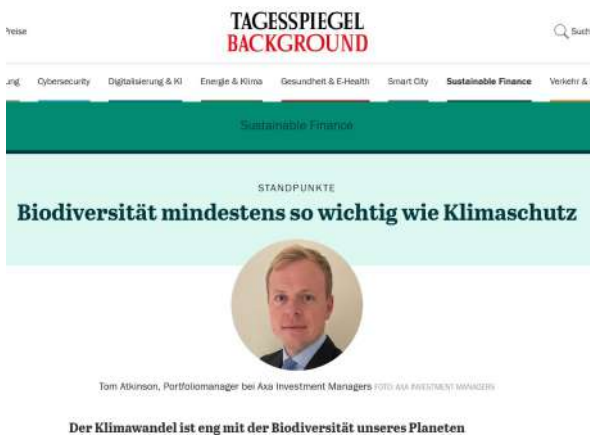 TAGESSPIEGEL
BACKGROUND
Preise
Such
ung Cybersecurity Digitalisierung & KI Energie & Klima Gesundheit & E-Health Smart City Sustainable Finance Verkehr &
Sustainable Finance
STANDPUNKTE
Biodiversität mindestens so wichtig wie Klimaschutz
Tom Atkinson, Portfoliomanager bei Axa Investment Managers FOTO: AXA INVESTMENT MANAGERS
Der Klimawandel ist eng mit der Biodiversität unseres Planeten